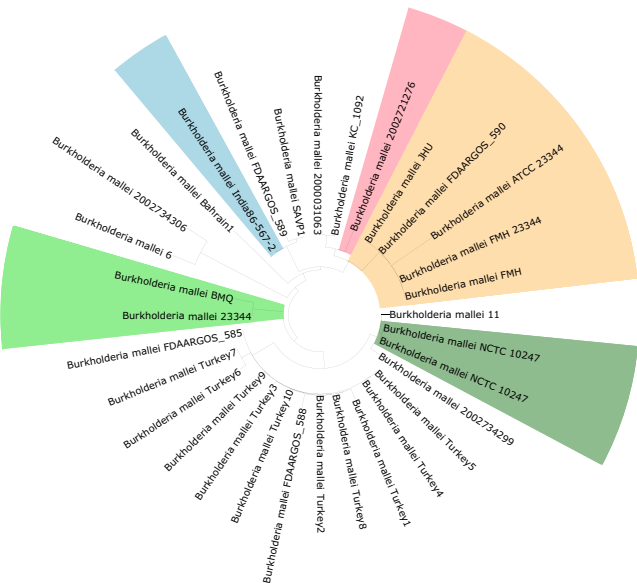 Burkholderia mallei 2002721276
Burkholderia mallei JHU
Burkholderia mallei FDAARGOS_590
Burkholderia mallei ATCC 23344
Burkholderia mallei FMH 23344
Burkholderia mallei FMH
Burkholderia mallei 11
Burkholderia mallei NCTC 10247
Burkholderia mallei NCTC 10247
Burkholderia mallei 2002734299
Burkholderia mallei Turkey5
Burkholderia mallei Turkey4
Burkholderia mallei Turkey1
Burkholderia mallei Turkey8
Burkholderia mallei Turkey2
Burkholderia mallei FDAARGOS_588
Burkholderia mallei Turkey10
Burkholderia mallei Turkey3
Burkholderia mallei Turkey9
Burkholderia mallei Turkey6
Burkholderia mallei Turkey7
Burkholderia mallei FDAARGOS_585
Burkholderia mallei 23344
Burkholderia mallei BMQ
Burkholderia mallei 6
Burkholderia mallei 2002734306
Burkholderia mallei Bahrain1
Burkholderia mallei India86-567-2
Burkholderia mallei FDAARGOS_589
Burkholderia mallei SAVP1
Burkholderia mallei 2000031063
Burkholderia mallei KC_1092